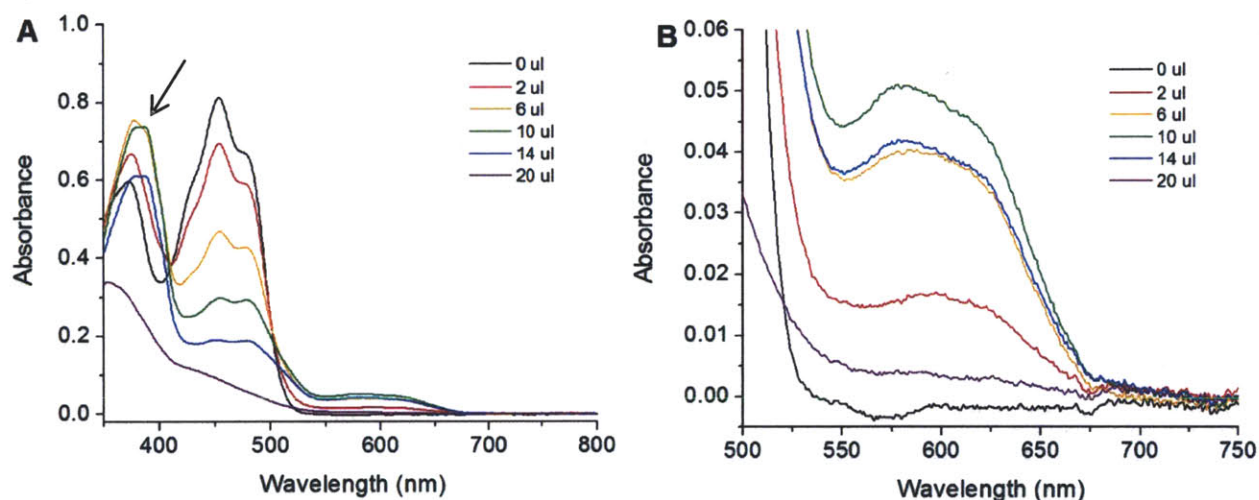 A
1.0
0.8
0.6
0.4
0.2
0.0
Absorbance
400
500
600
700
800
Wavelength (nm)
0 ul
2 ul
6 ul
10 ul
14 ul
20 ul
B
0.06
0.05
0.04
0.03
0.02
0.01
0.00
Absorbance
500
550
600
650
700
750
Wavelength (nm)
0 ul
2 ul
6 ul
10 ul
14 ul
20 ul